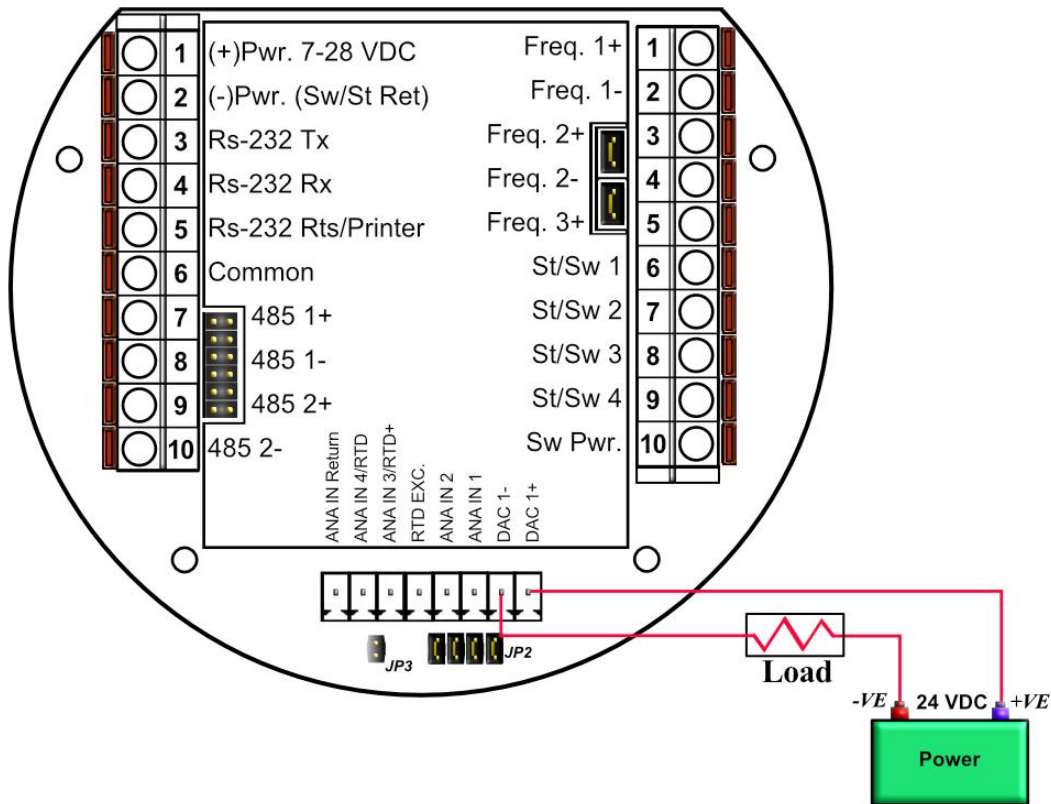 1 (+)Pwr. 7-28 VDC
2 (-)Pwr. (Sw/St Ret)
3 Rs-232 Tx
4 Rs-232 Rx
5 Rs-232 Rts/Printer
6 Common
7 485 1+
8 485 1-
9 485 2+
10 485 2-
Freq. 1+ 1
Freq. 1- 2
Freq. 2+ 3
Freq. 2- 4
Freq. 3+ 5
St/Sw 1 6
St/Sw 2 7
St/Sw 3 8
St/Sw 4 9
Sw Pwr. 10
ANA IN Return
ANA IN 4/RTD
ANA IN 3/RTD+
RTD EXC.
ANA IN 2
ANA IN 1
DAC 1-
DAC 1+
JP3
JP2
Load
-VE 24 VDC +VE
Power